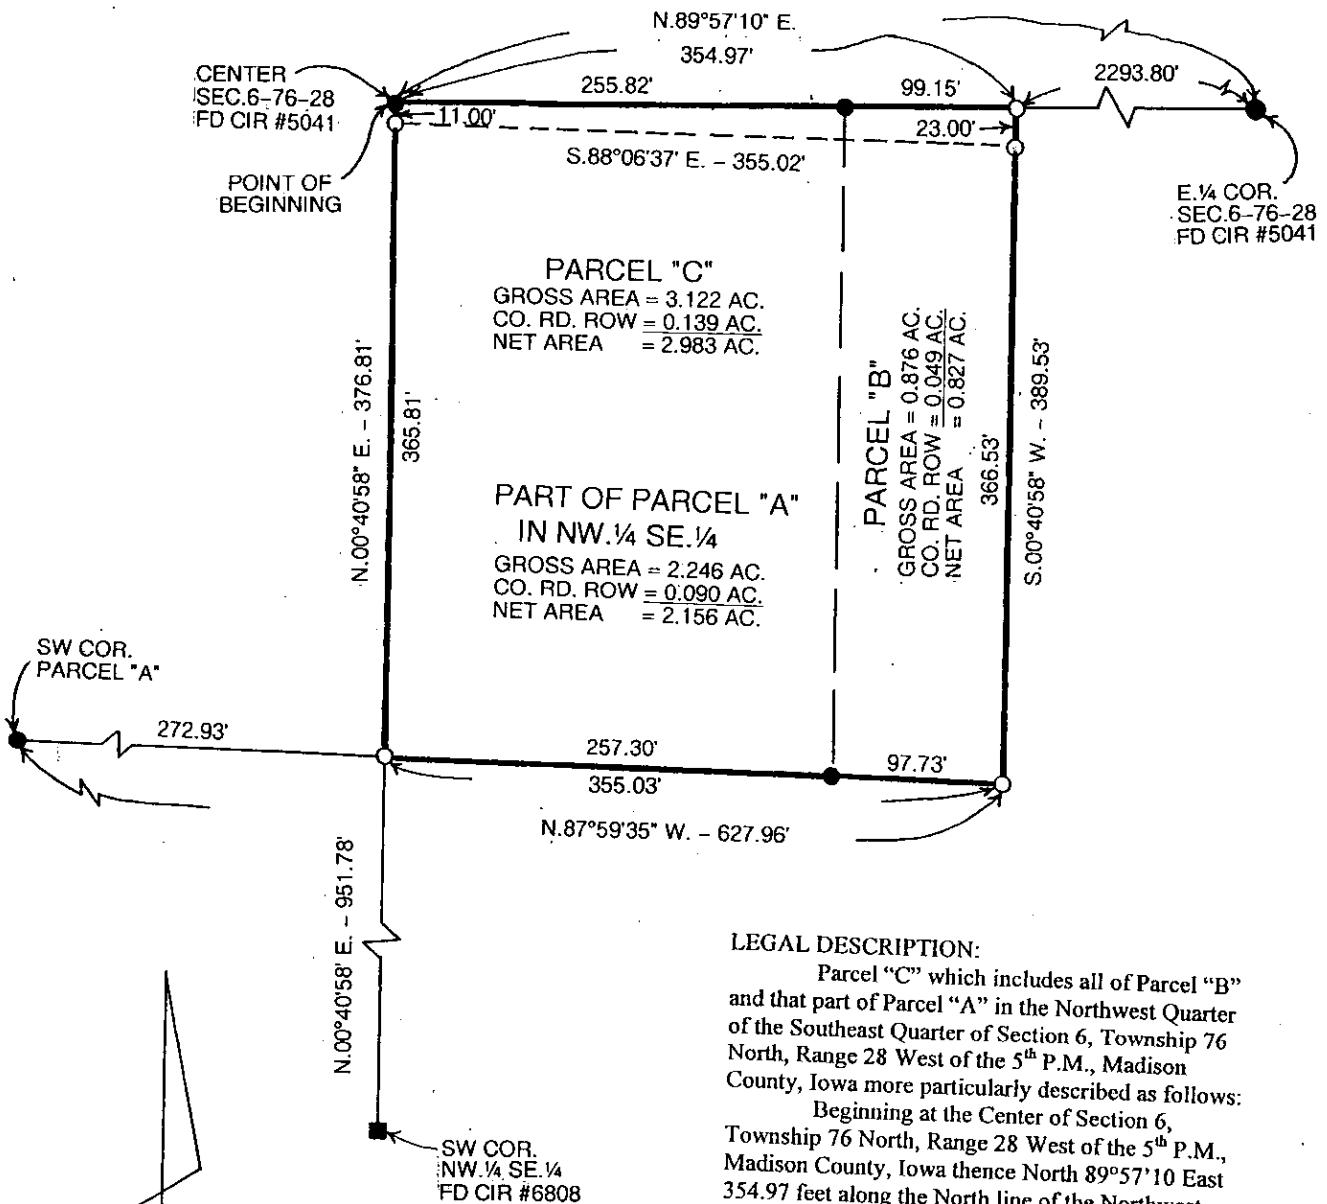 N.89°57'10" E.
354.97'
CENTER
SEC.6-76-28
FD CIR #5041
255.82'
99.15'
2293.80'
11.00'
23.00'
S.88°06'37" E. - 355.02'
POINT OF
BEGINNING
E.¼ COR.
SEC.6-76-28
FD CIR #5041
PARCEL "C"
GROSS AREA = 3.122 AC.
CO. RD. ROW = 0.139 AC.
NET AREA = 2.983 AC.
N.00°40'58" E. - 376.81'
365.81'
PARCEL "B"
GROSS AREA = 0.876 AC.
CO. RD. ROW = 0.049 AC.
NET AREA = 0.827 AC.
366.53'
S.00°40'58" W. - 389.53'
PART OF PARCEL "A"
IN NW.¼ SE.¼
GROSS AREA = 2.246 AC.
CO. RD. ROW = 0.090 AC.
NET AREA = 2.156 AC.
SW COR.
PARCEL "A"
272.93'
257.30'
97.73'
355.03'
N.87°59'35" W. - 627.96'
N.00°40'58' E. - 951.78'
SW COR.
NW.¼ SE.¼
FD CIR #6808
LEGAL DESCRIPTION:
Parcel “C” which includes all of Parcel “B”
and that part of Parcel “A” in the Northwest Quarter
of the Southeast Quarter of Section 6, Township 76
North, Range 28 West of the 5th P.M., Madison
County, Iowa more particularly described as follows:
Beginning at the Center of Section 6,
Township 76 North, Range 28 West of the 5th P.M.,
Madison County, Iowa thence North 89°57'10 East
354.97 feet along the North line of the Northwest